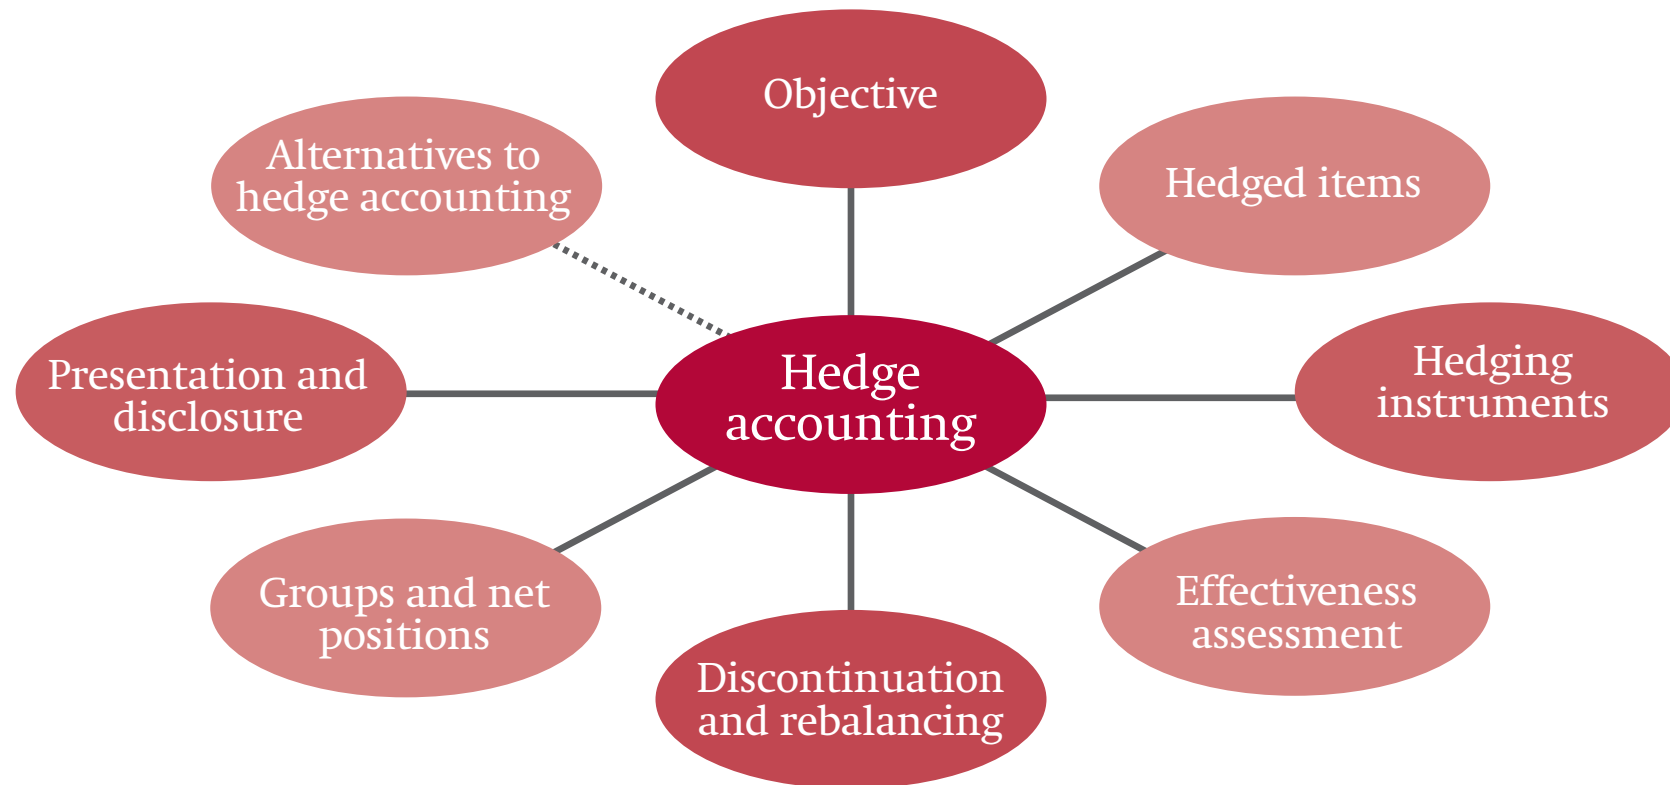 Objective
Alternatives to
hedge accounting
Hedged items
Presentation and
disclosure
Hedge
accounting
Hedging
instruments
Groups and net
positions
Effectiveness
assessment
Discontinuation
and rebalancing